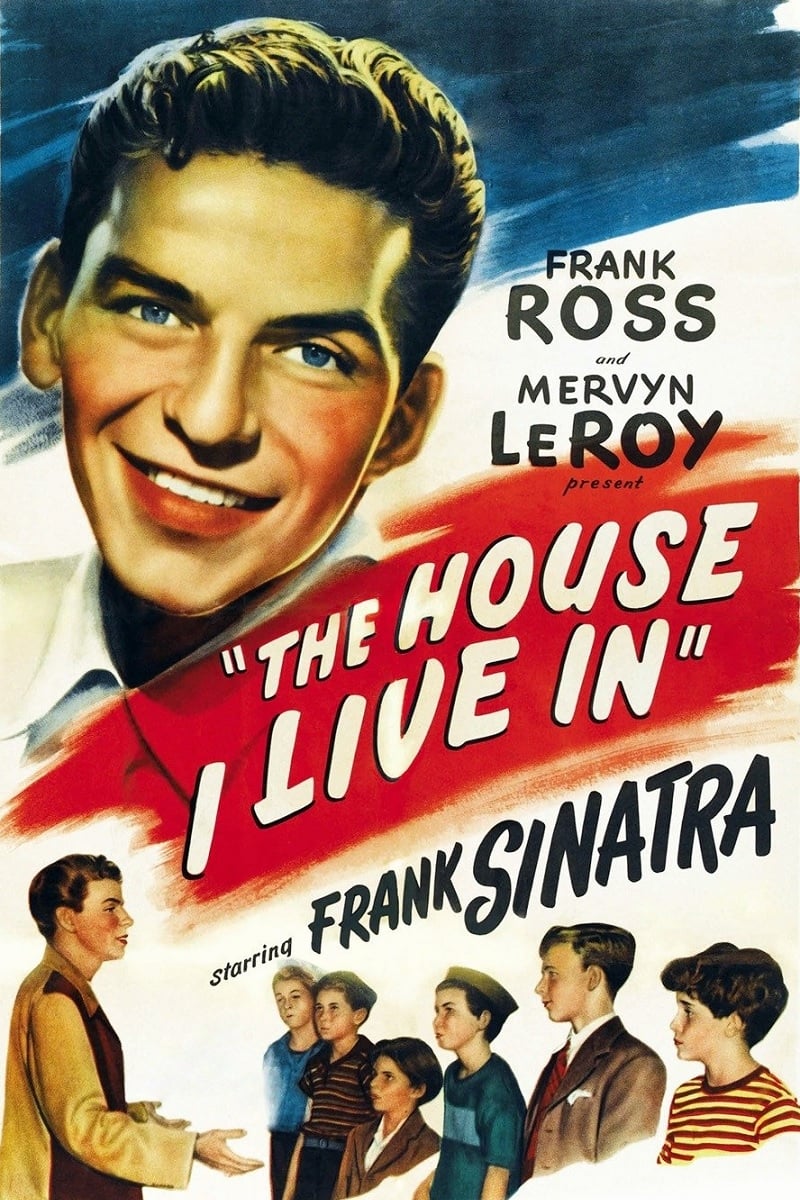 FRANK
ROSS
and
MERVYN
LEROY
present
"THE HOUSE
I LIVE IN"
starring FRANK SINATRA